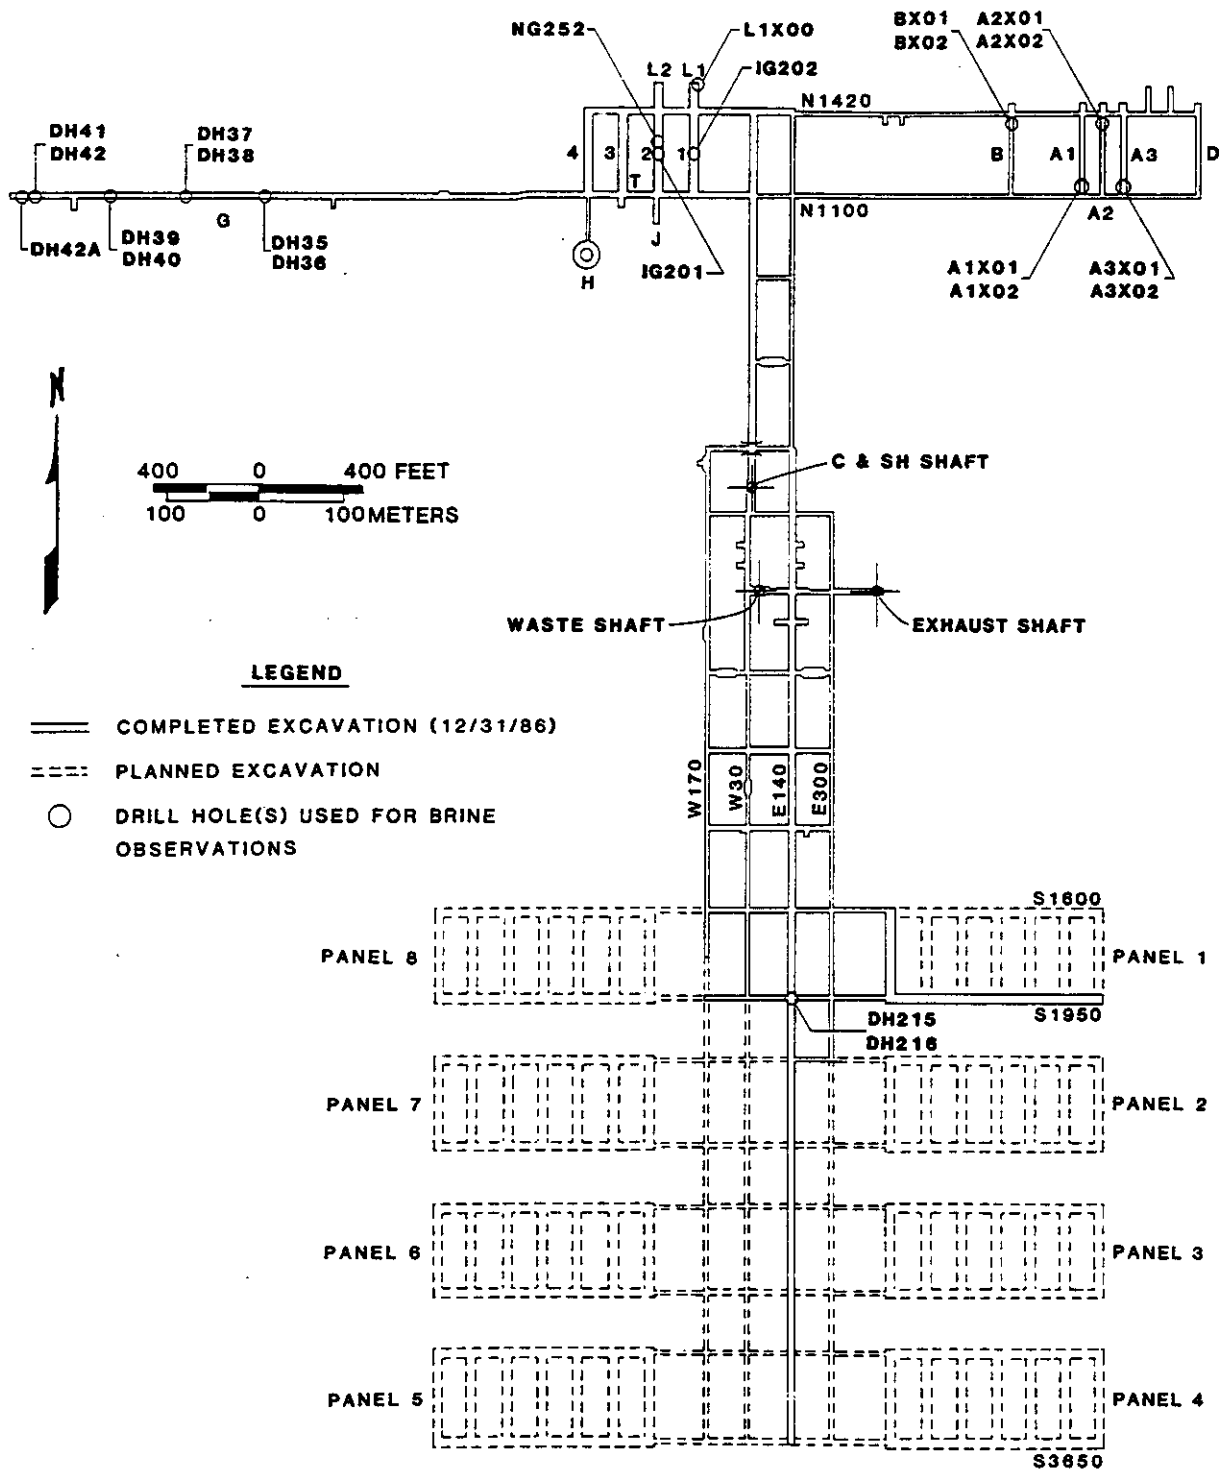 NG252
L1X00
BX01 A2X01
BX02 A2X02
L2 L1
IG202
N1420
DH41
DH42
DH37
DH38
4
3
2
1
B
A1
A3
D
T
G
N1100
A2
DH42A
DH39
DH40
DH35
DH36
J
H
IG201
A1X01
A1X02
A3X01
A3X02
N
400 0 400 FEET
100 0 100 METERS
C & SH SHAFT
WASTE SHAFT
EXHAUST SHAFT
LEGEND
COMPLETED EXCAVATION (12/31/86)
PLANNED EXCAVATION
DRILL HOLE(S) USED FOR BRINE
OBSERVATIONS
W170
W30
E140
E300
S1600
PANEL 8
PANEL 1
S1950
DH215
DH216
PANEL 7
PANEL 2
PANEL 6
PANEL 3
PANEL 5
PANEL 4
S3650